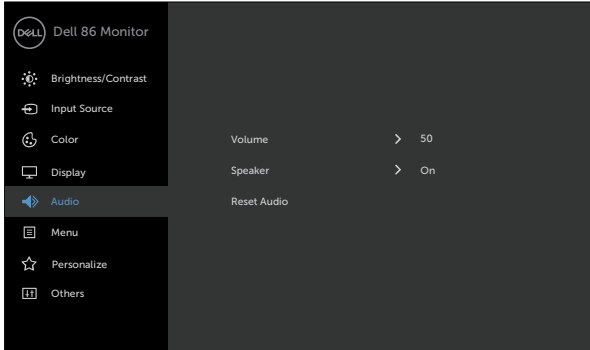 DELL
Dell 86 Monitor
Brightness/Contrast
Input Source
Color
Volume 50
Display
Speaker On
Audio
Reset Audio
Menu
Personalize
Others